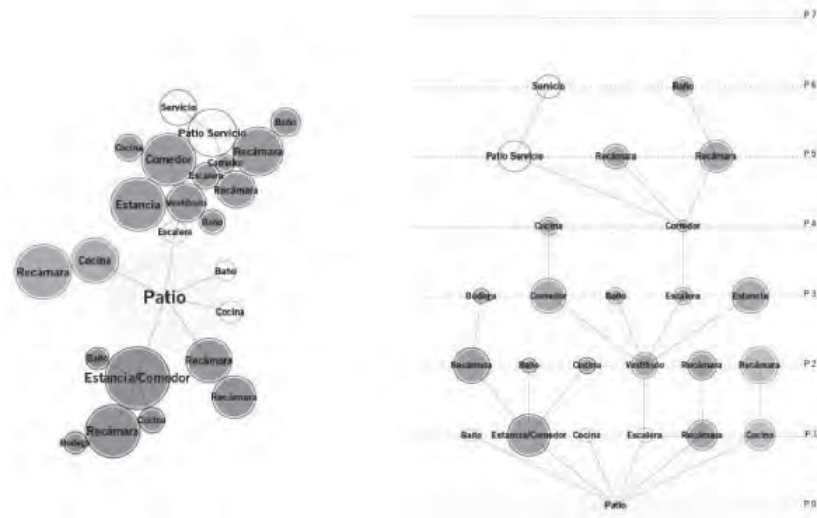 Servicio
Patio Servicio
Baño
Cocina
Comedor
Recámara
Corredor
Escalera
Recámara
Estancia
Vestíbulo
Baño
Escalera
Recámara
Cocina
Baño
Patio
Cocina
Baño
Estancia/Comedor
Recámara
Recámara
Cocina
Recámara
Bodega
P.7
Servicio
Baño
P.6
Patio Servicio
Recámara
Recámara
P.5
Cocina
Corredor
P.4
Bodega
Comedor
Baño
Escalera
Estancia
P.3
Recámara
Baño
Cocina
Vestíbulo
Recámara
Recámara
P.2
Baño
Estancia/Comedor
Cocina
Escalera
Recámara
Cocina
P.1
Patio
P.0